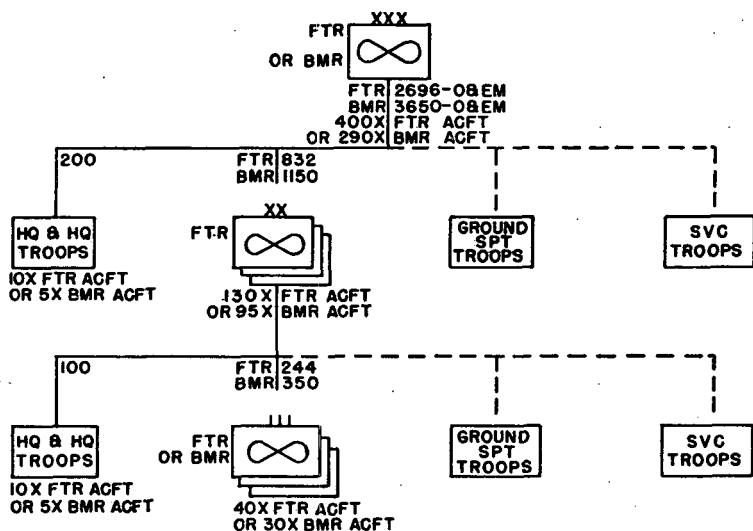 XXX
FTR
OR BMR
FTR 2696-O&EM
BMR 3650-O&EM
400X FTR ACFT
OR 290X BMR ACFT
200
FTR 832
BMR 1150
HQ & HQ
TROOPS
10X FTR ACFT
OR 5X BMR ACFT
XX
FTR
130X FTR ACFT
OR 95X BMR ACFT
GROUND
SPT
TROOPS
SVC
TROOPS
100
FTR 244
BMR 350
HQ & HQ
TROOPS
10X FTR ACFT
OR 5X BMR ACFT
III
FTR
OR BMR
40X FTR ACFT
OR 30X BMR ACFT
GROUND
SPT
TROOPS
SVC
TROOPS